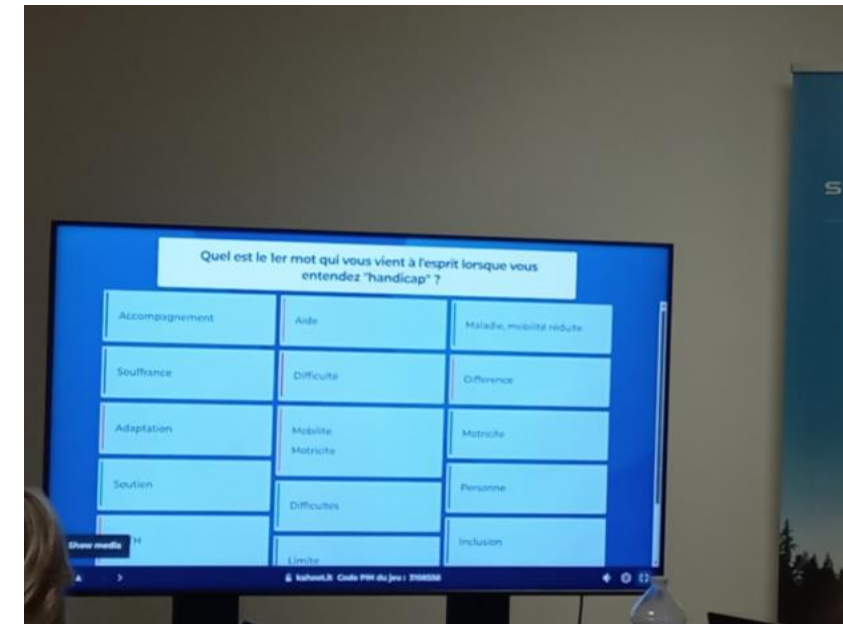 Quel est le 1er mot qui vous vient à l'esprit lorsque vous
entendez "handicap" ?
Accompagnement
Aide
Maladie, mobilité réduite
Souffrance
Difficulté
Différence
Adaptation
Mobilite
Motricite
Motricité
Soutien
Difficultés
Personne
H
Limite
Inclusion
Show media
kahoot.it Code PIN du jeu :
S